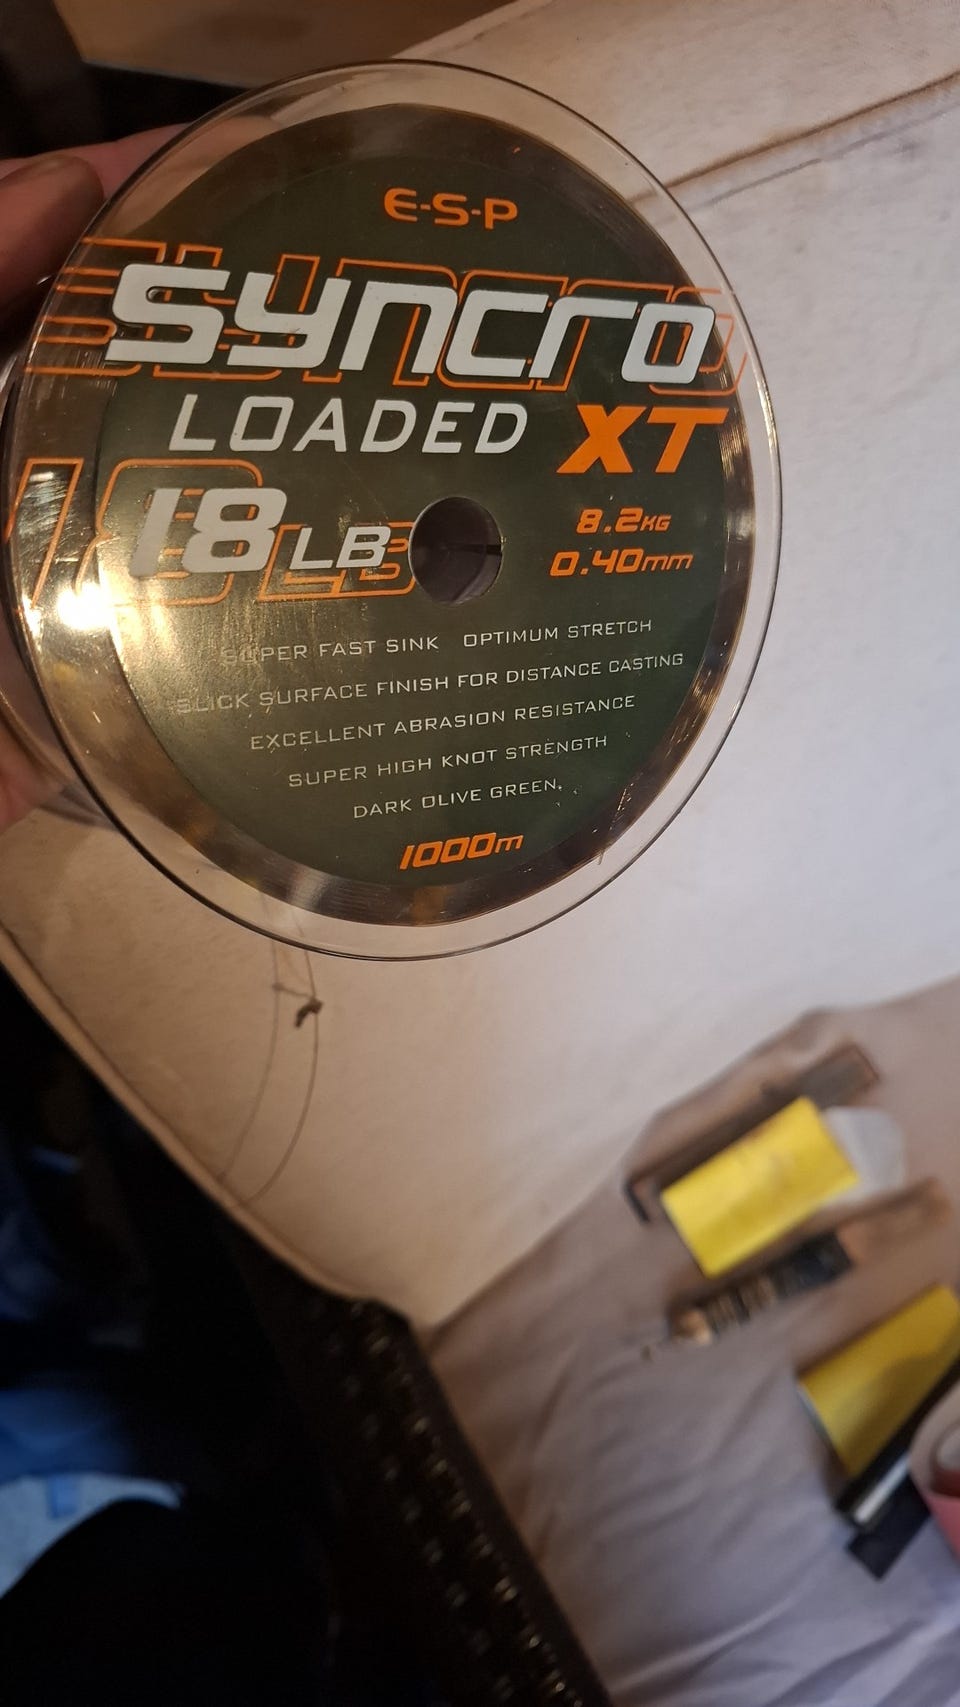 E-S-P
SYNCRO
LOADED XT
18LB
8.2KG
0.40mm
SUPER FAST SINK OPTIMUM STRETCH
SLICK SURFACE FINISH FOR DISTANCE CASTING
EXCELLENT ABRASION RESISTANCE
SUPER HIGH KNOT STRENGTH
DARK OLIVE GREEN.
1000m